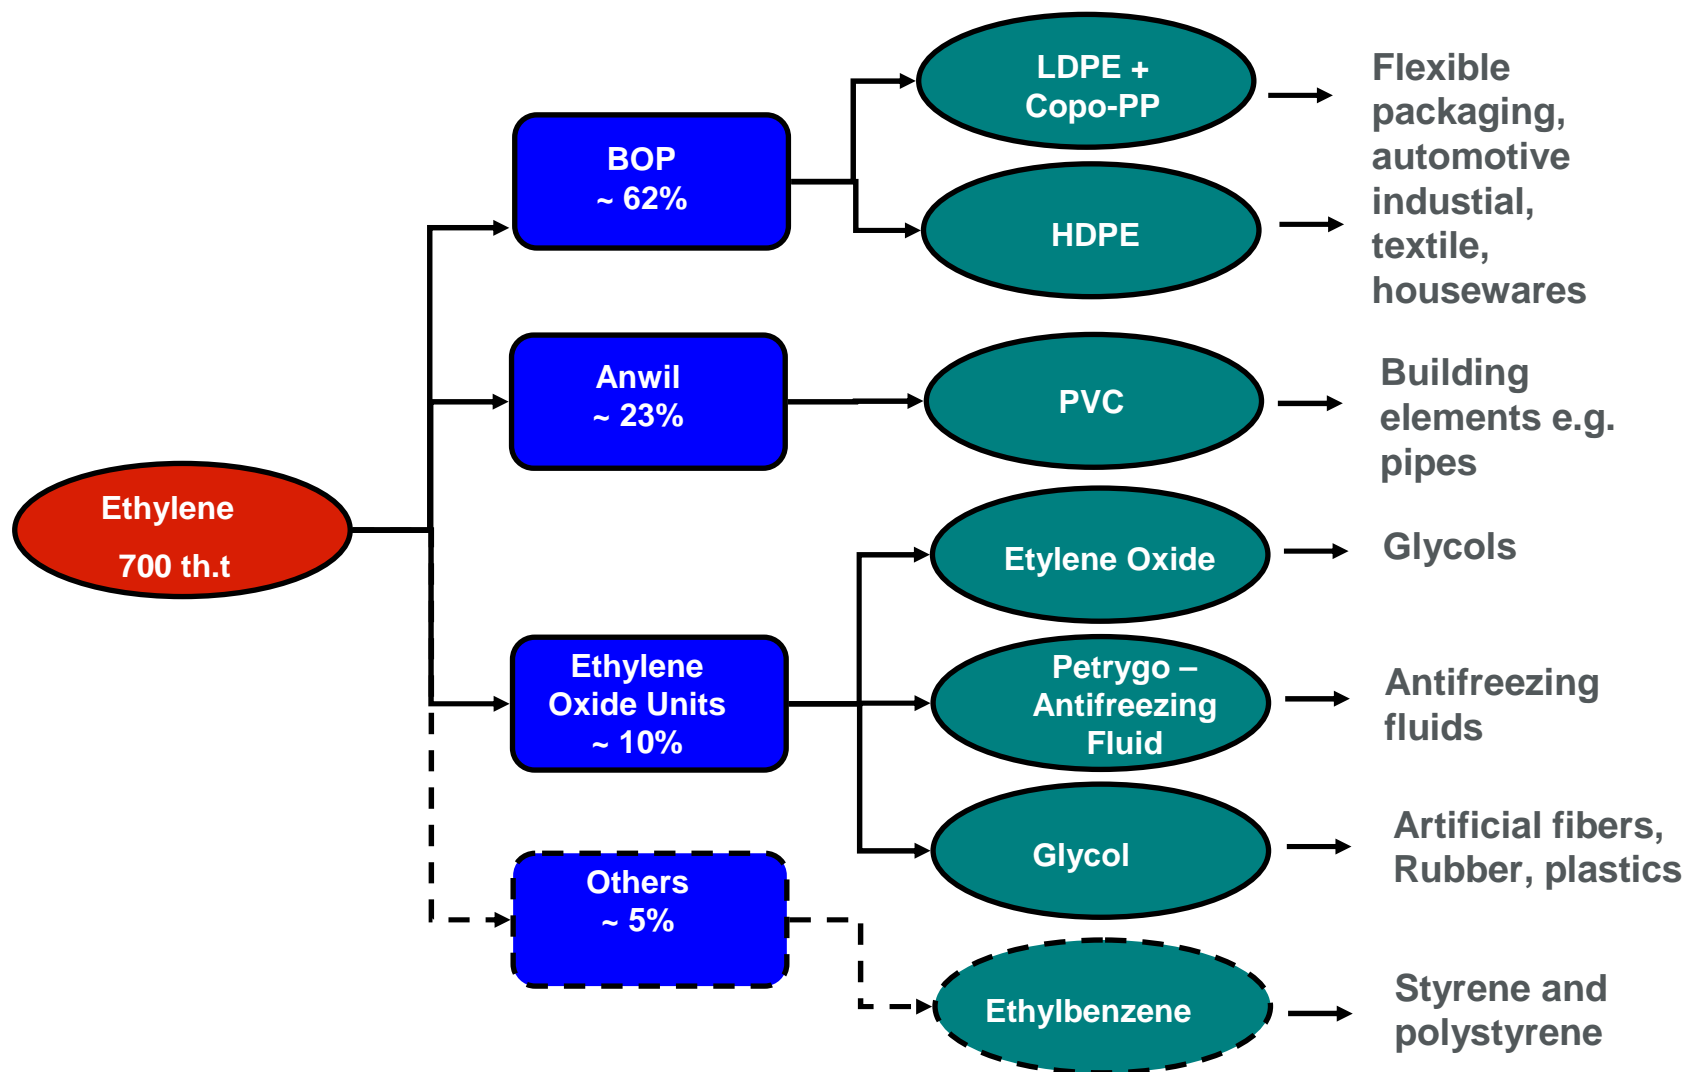 Ethylene
700 th.t
BOP
~ 62%
Anwil
~ 23%
Ethylene
Oxide Units
~ 10%
Others
~ 5%
LDPE +
Copo-PP
HDPE
PVC
Etylene Oxide
Petrygo –
Antifreezing
Fluid
Glycol
Ethylbenzene
Flexible
packaging,
automotive
industial,
textile,
housewares
Building
elements e.g.
pipes
Glycols
Antifreezing
fluids
Artificial fibers,
Rubber, plastics
Styrene and
polystyrene